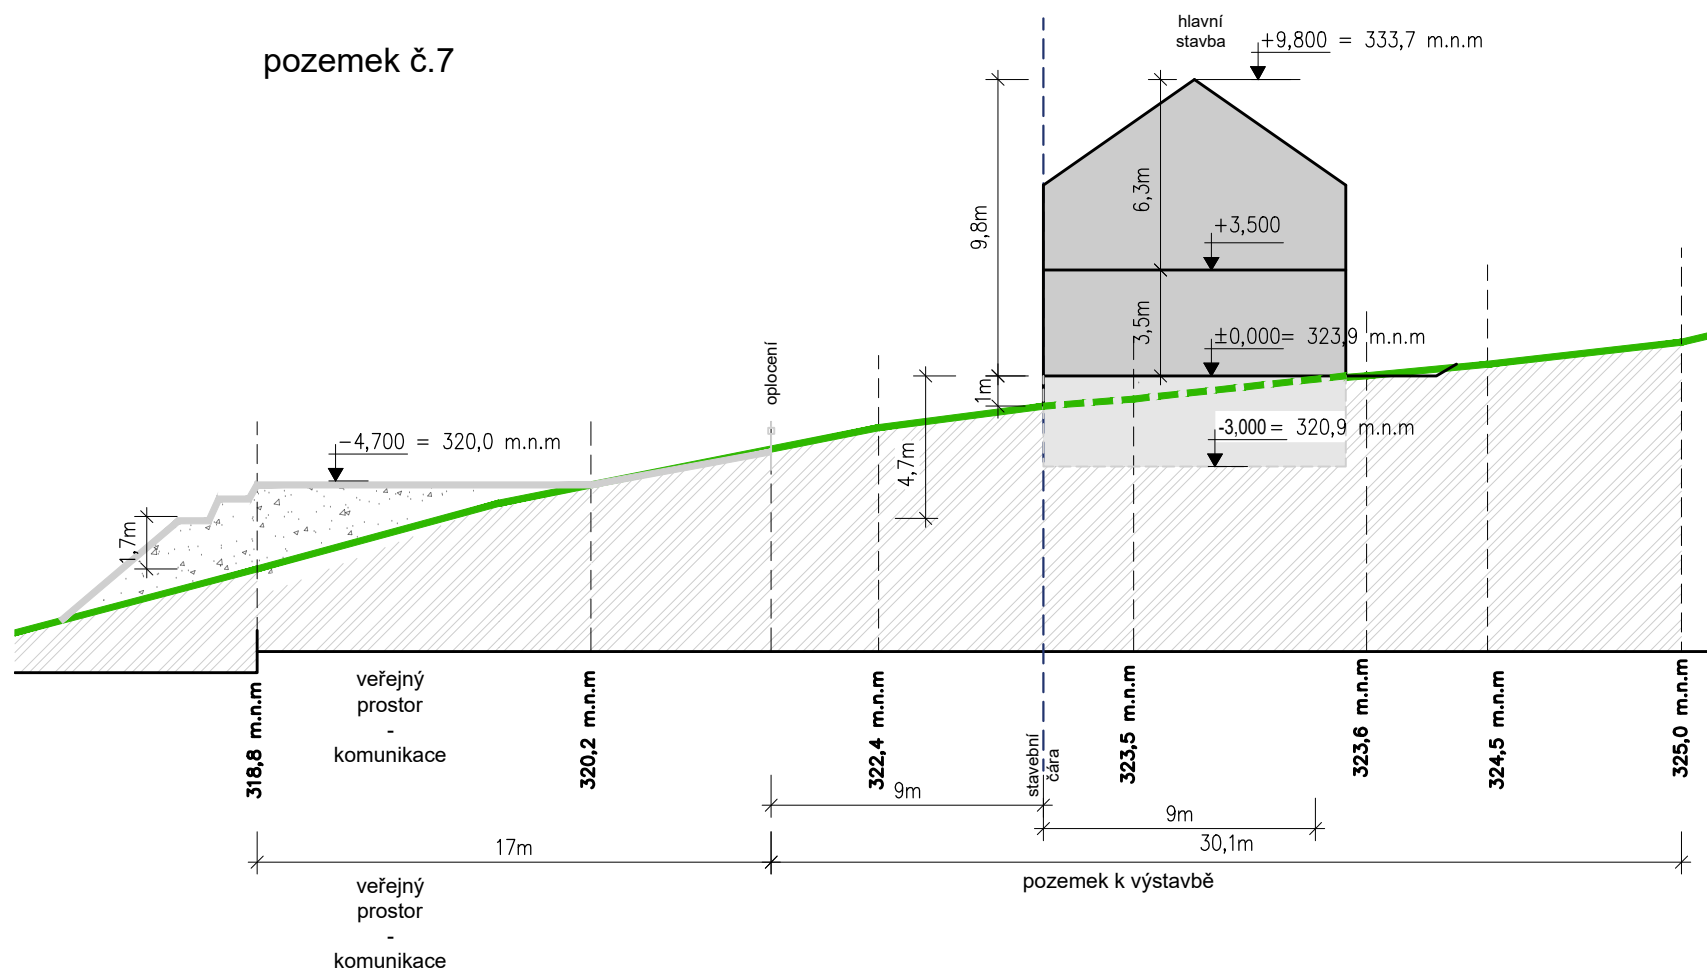 pozemek č.7
hlavní
stavba
+9,800 = 333,7 m.n.m
9,8m
6,3m
+3,500
3,5m
±0,000= 323,9 m.n.m
1m
oplocení
-3,000 = 320,9 m.n.m
4,7m
−4,700 = 320,0 m.n.m
1,7m
318,8 m.n.m
veřejný
prostor
-
komunikace
320,2 m.n.m
322,4 m.n.m
stavební
čára
323,5 m.n.m
323,6 m.n.m
324,5 m.n.m
325,0 m.n.m
9m
9m
17m
30,1m
pozemek k výstavbě
veřejný
prostor
-
komunikace